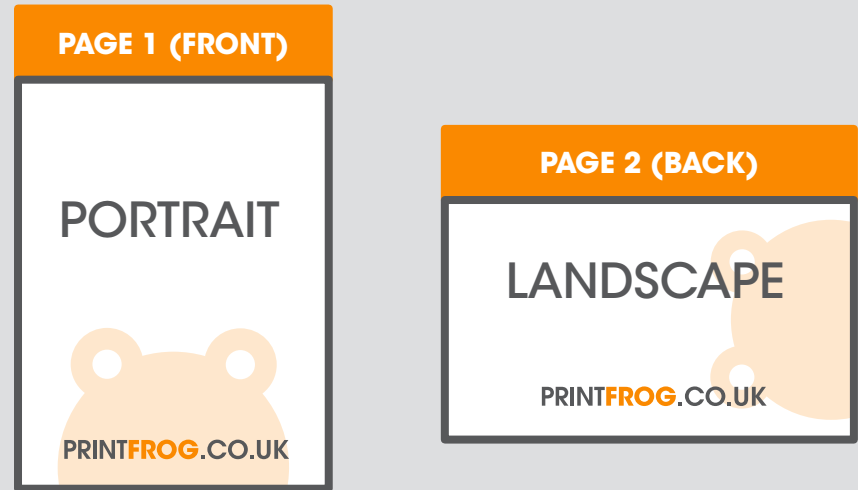 PAGE 1 (FRONT)
PORTRAIT
PRINTFROG.CO.UK
PAGE 2 (BACK)
LANDSCAPE
PRINTFROG.CO.UK